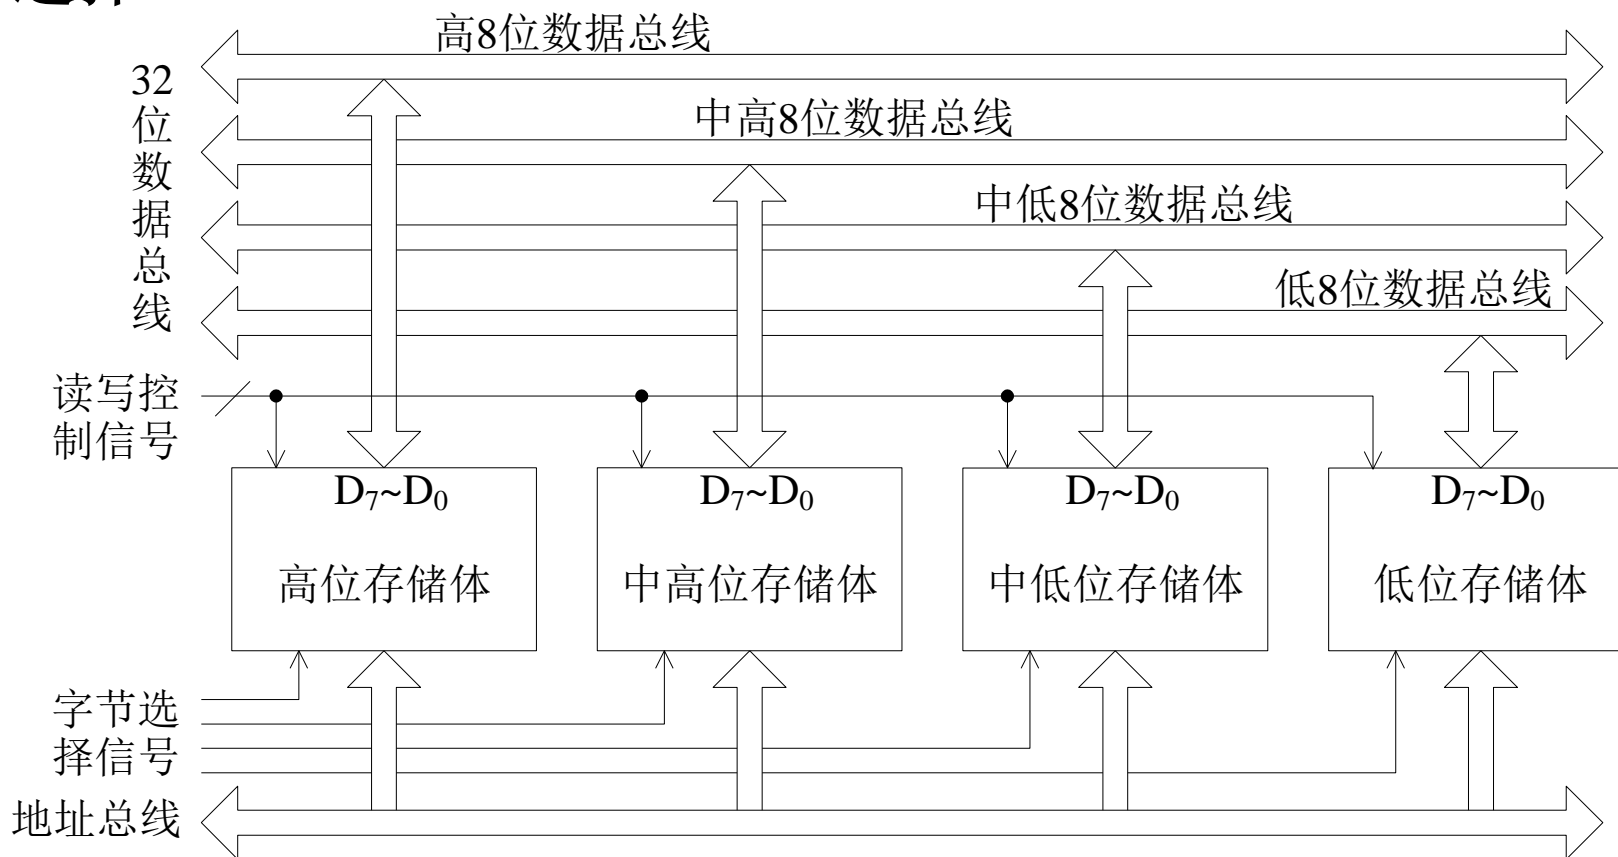 高8位数据总线
32位数据总线
中高8位数据总线
中低8位数据总线
低8位数据总线
读写控
制信号
D7~D0
D7~D0
D7~D0
D7~D0
高位存储体
中高位存储体
中低位存储体
低位存储体
字节选
择信号
地址总线